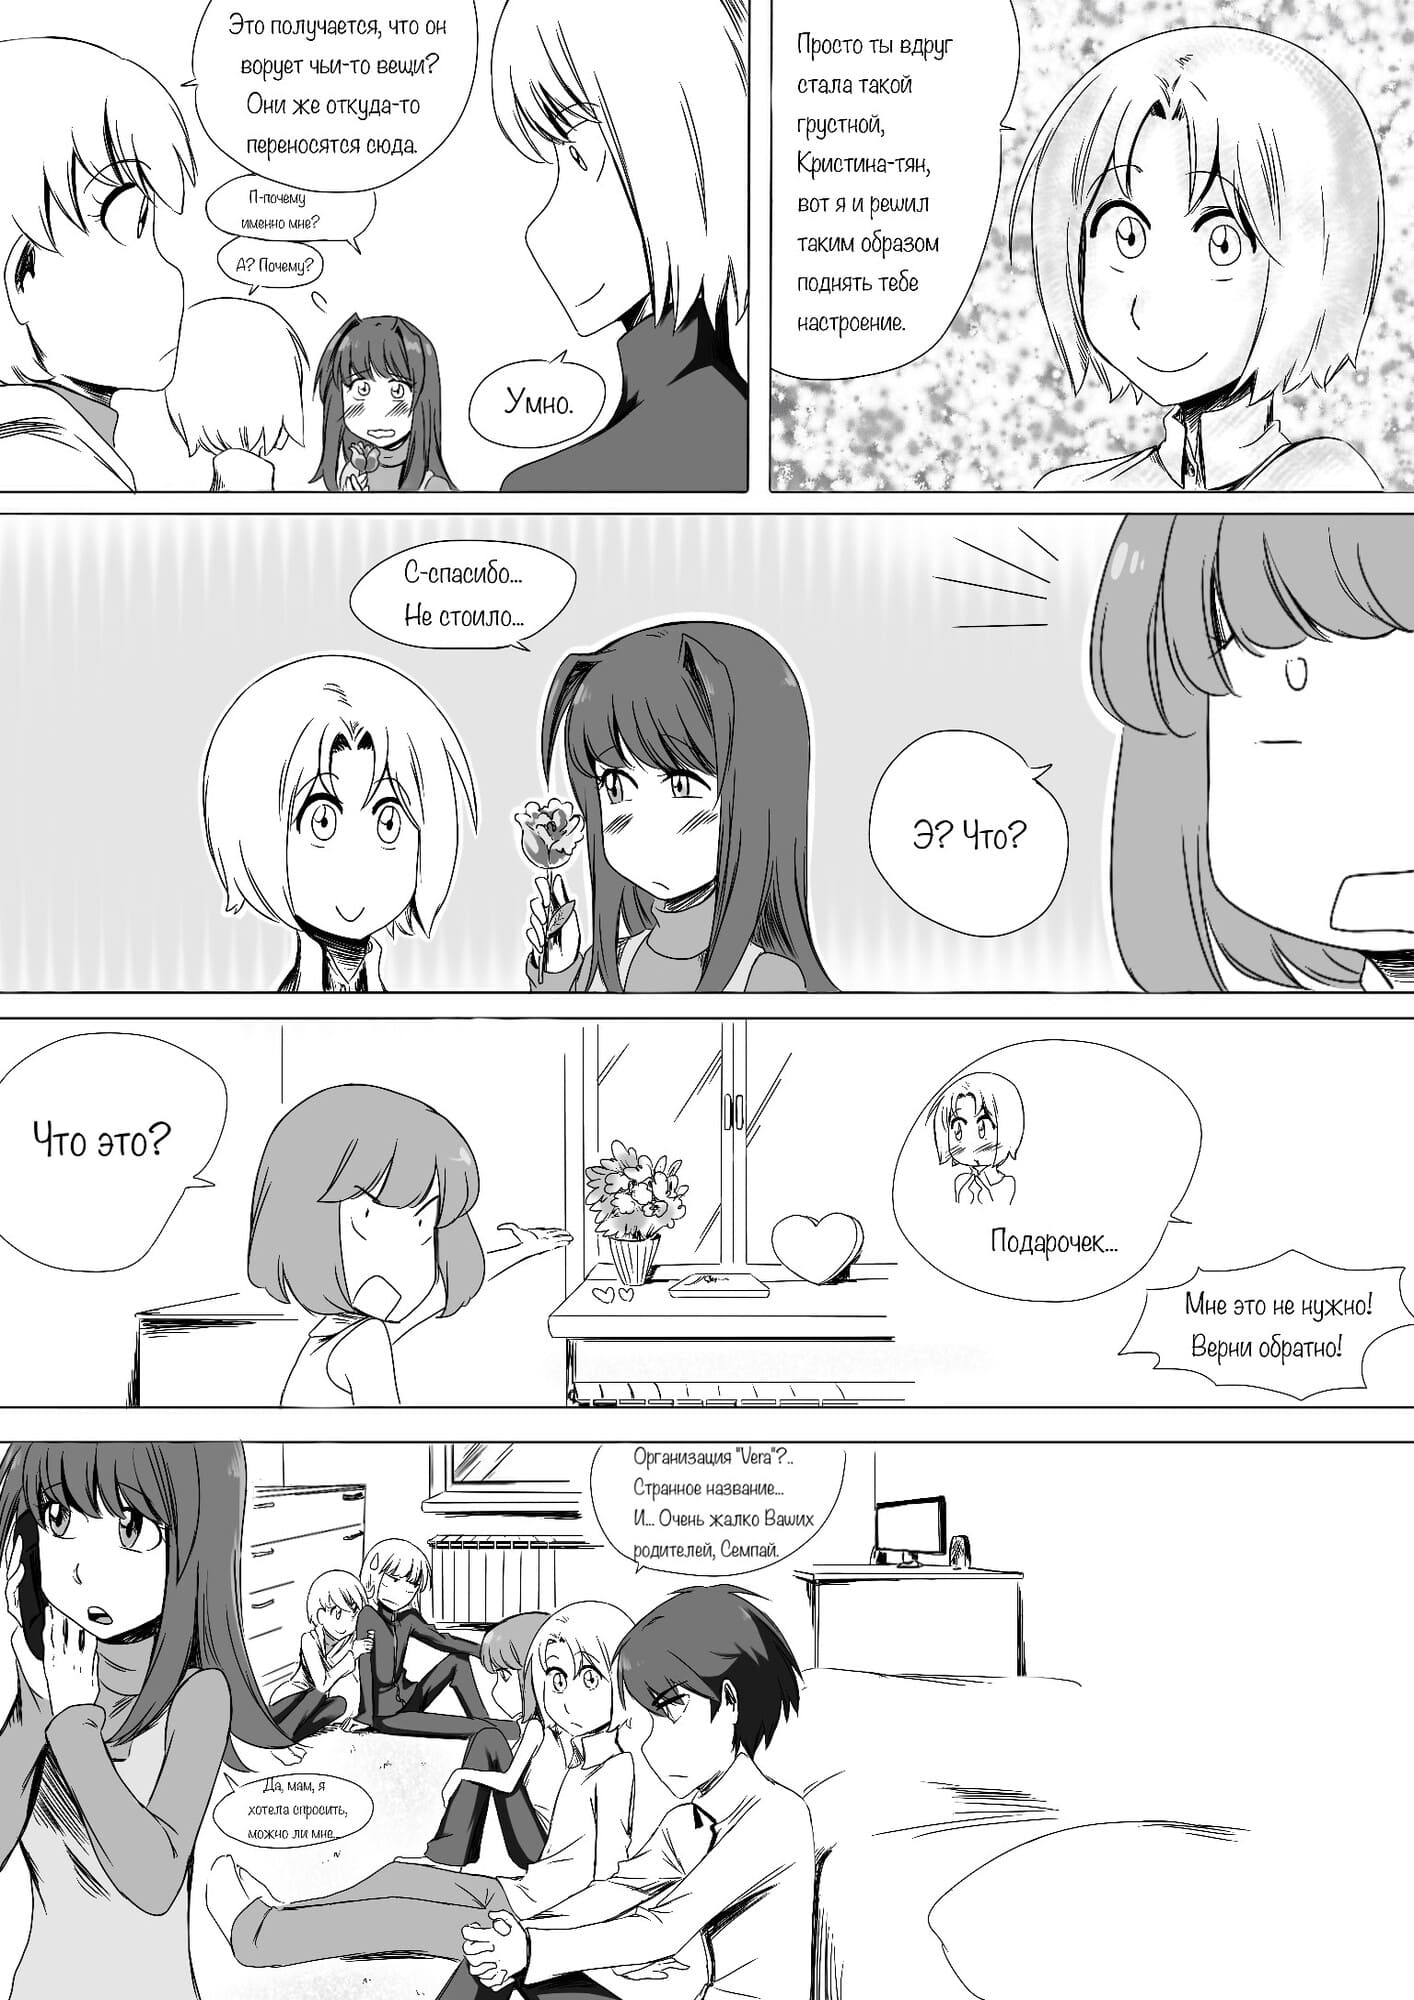 Это получается, что он
ворует чьи-то вещи?
Они же откуда-то
переносятся сюда.
П-почему
именно мне?
А? Почему?
Умно.
Просто ты вдруг
стала такой
грустной,
Кристина-тян,
вот я и решил
таким образом
поднять тебе
настроение.
С-спасибо...
Не стоило...
Э? Что?
Что это?
Подарочек...
Мне это не нужно!
Верни обратно!
Организация "Vera"?..
Странное название...
И... Очень жалко Ваших
родителей, Семпай.
Да, мам, я
хотела спросить,
можно ли мне...